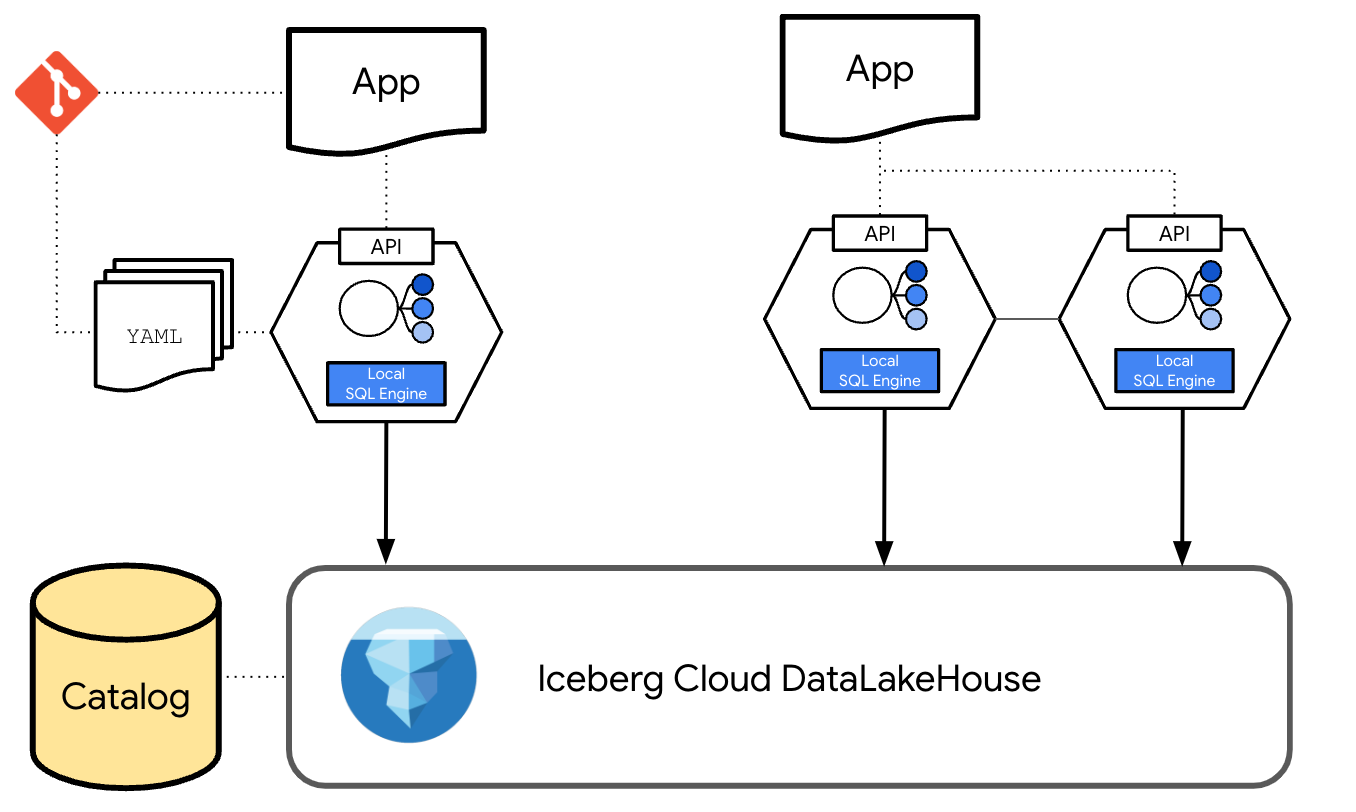 App
App
API
API
API
YAML
Local
SQL Engine
Local
SQL Engine
Local
SQL Engine
Catalog
Iceberg Cloud DataLakeHouse